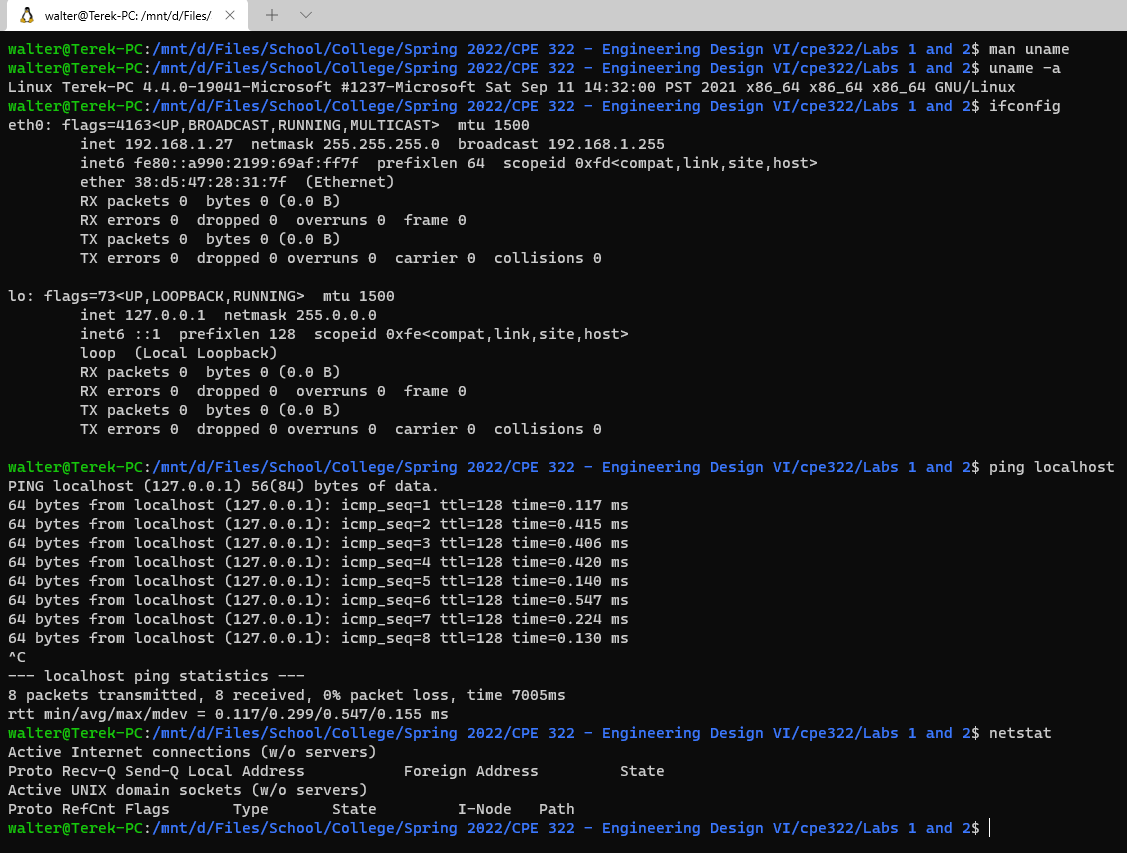 walter@Terek-PC: /mnt/d/Files/
walter@Terek-PC:/mnt/d/Files/School/College/Spring 2022/CPE 322 - Engineering Design VI/cpe322/Labs 1 and 2$ man uname
walter@Terek-PC:/mnt/d/Files/School/College/Spring 2022/CPE 322 - Engineering Design VI/cpe322/Labs 1 and 2$ uname -a
Linux Terek-PC 4.4.0-19041-Microsoft #1237-Microsoft Sat Sep 11 14:32:00 PST 2021 x86_64 x86_64 x86_64 GNU/Linux
walter@Terek-PC:/mnt/d/Files/School/College/Spring 2022/CPE 322 - Engineering Design VI/cpe322/Labs 1 and 2$ ifconfig
eth0: flags=4163<UP,BROADCAST,RUNNING,MULTICAST>  mtu 1500
        inet 192.168.1.27  netmask 255.255.255.0  broadcast 192.168.1.255
        inet6 fe80::a990:2199:69af:ff7f  prefixlen 64  scopeid 0xfd<compat,link,site,host>
        ether 38:d5:47:28:31:7f  (Ethernet)
        RX packets 0  bytes 0 (0.0 B)
        RX errors 0  dropped 0  overruns 0  frame 0
        TX packets 0  bytes 0 (0.0 B)
        TX errors 0  dropped 0 overruns 0  carrier 0  collisions 0
lo: flags=73<UP,LOOPBACK,RUNNING>  mtu 1500
        inet 127.0.0.1  netmask 255.0.0.0
        inet6 ::1  prefixlen 128  scopeid 0xfe<compat,link,site,host>
        loop  (Local Loopback)
        RX packets 0  bytes 0 (0.0 B)
        RX errors 0  dropped 0  overruns 0  frame 0
        TX packets 0  bytes 0 (0.0 B)
        TX errors 0  dropped 0 overruns 0  carrier 0  collisions 0
walter@Terek-PC:/mnt/d/Files/School/College/Spring 2022/CPE 322 - Engineering Design VI/cpe322/Labs 1 and 2$ ping localhost
PING localhost (127.0.0.1) 56(84) bytes of data.
64 bytes from localhost (127.0.0.1): icmp_seq=1 ttl=128 time=0.117 ms
64 bytes from localhost (127.0.0.1): icmp_seq=2 ttl=128 time=0.415 ms
64 bytes from localhost (127.0.0.1): icmp_seq=3 ttl=128 time=0.406 ms
64 bytes from localhost (127.0.0.1): icmp_seq=4 ttl=128 time=0.420 ms
64 bytes from localhost (127.0.0.1): icmp_seq=5 ttl=128 time=0.140 ms
64 bytes from localhost (127.0.0.1): icmp_seq=6 ttl=128 time=0.547 ms
64 bytes from localhost (127.0.0.1): icmp_seq=7 ttl=128 time=0.224 ms
64 bytes from localhost (127.0.0.1): icmp_seq=8 ttl=128 time=0.130 ms
^C
--- localhost ping statistics ---
8 packets transmitted, 8 received, 0% packet loss, time 7005ms
rtt min/avg/max/mdev = 0.117/0.299/0.547/0.155 ms
walter@Terek-PC:/mnt/d/Files/School/College/Spring 2022/CPE 322 - Engineering Design VI/cpe322/Labs 1 and 2$ netstat
Active Internet connections (w/o servers)
Proto Recv-Q Send-Q Local Address           Foreign Address         State
Active UNIX domain sockets (w/o servers)
Proto RefCnt Flags       Type       State         I-Node   Path
walter@Terek-PC:/mnt/d/Files/School/College/Spring 2022/CPE 322 - Engineering Design VI/cpe322/Labs 1 and 2$